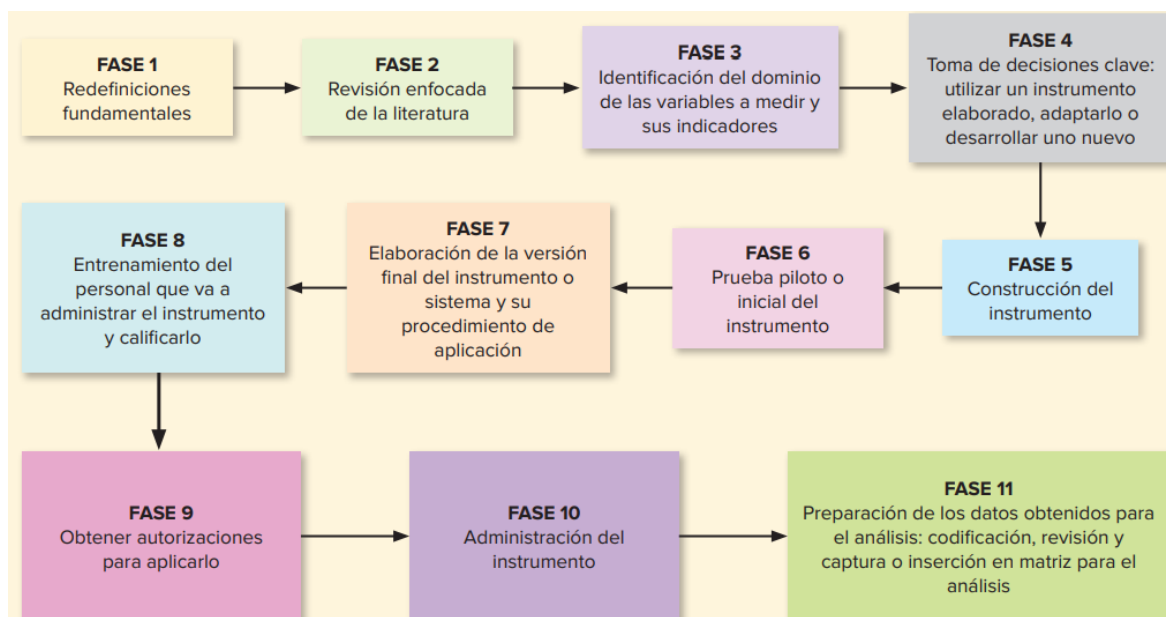 FASE 1
Redefiniciones
fundamentales
FASE 2
Revisión enfocada
de la literatura
FASE 3
Identificación del dominio
de las variables a medir y
sus indicadores
FASE 4
Toma de decisiones clave:
utilizar un instrumento
elaborado, adaptarlo o
desarrollar uno nuevo
FASE 5
Construcción del
instrumento
FASE 6
Prueba piloto o
inicial del
instrumento
FASE 7
Elaboración de la versión
final del instrumento o
sistema y su
procedimiento de
aplicación
FASE 8
Entrenamiento del
personal que va a
administrar el instrumento
y calificarlo
FASE 9
Obtener autorizaciones
para aplicarlo
FASE 10
Administración del
instrumento
FASE 11
Preparación de los datos obtenidos para
el análisis: codificación, revisión y
captura o inserción en matriz para el
análisis